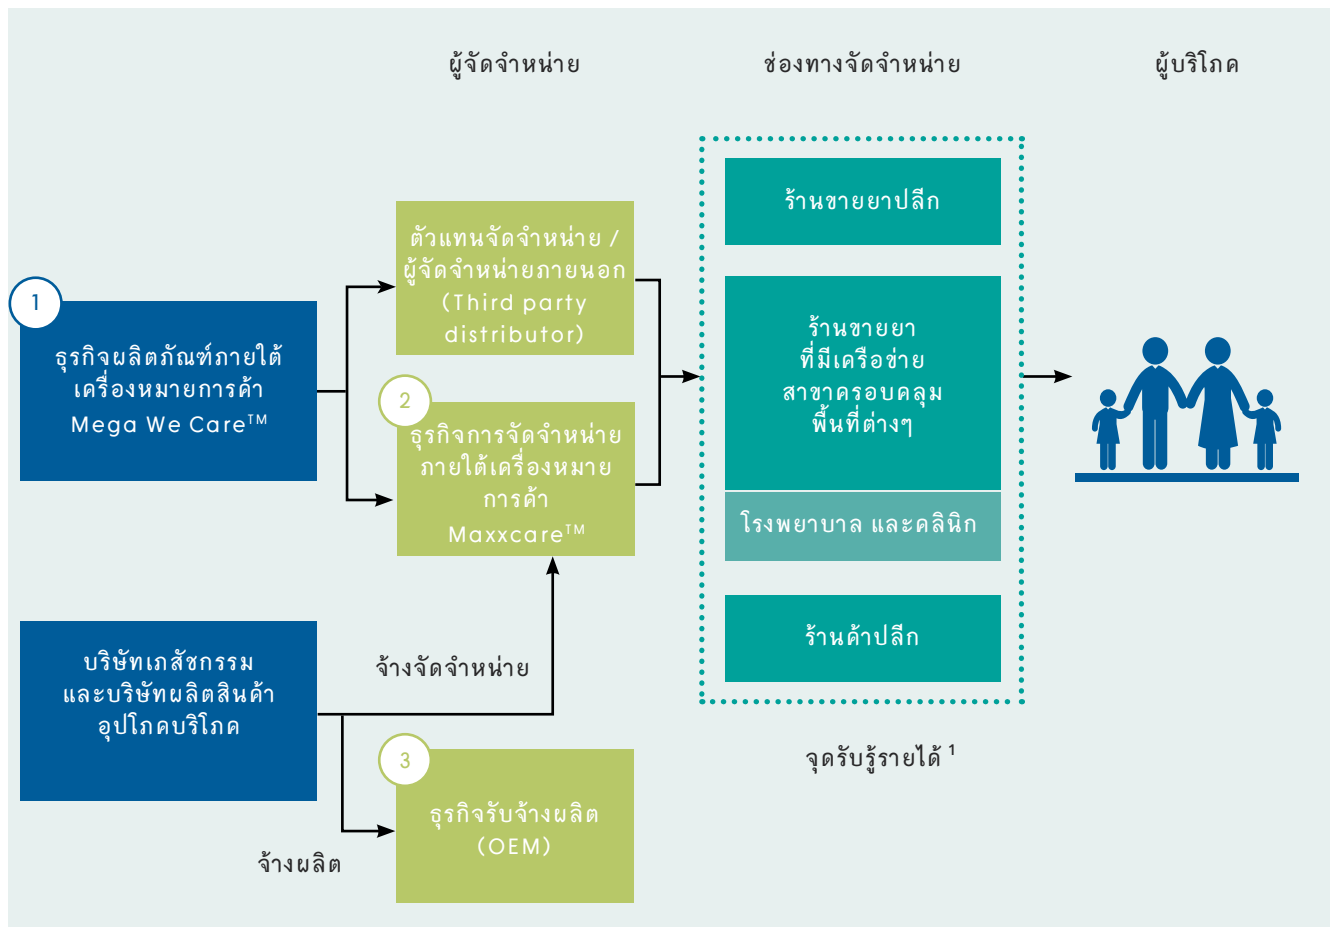 ผู้จัดจำหน่าย
ช่องทางจัดจำหน่าย
ผู้บริโภค
1
ธุรกิจผลิตภัณฑ์ภายใต้
เครื่องหมายการค้า
Mega We Care™
ตัวแทนจัดจำหน่าย /
ผู้จัดจำหน่ายภายนอก
(Third party
distributor)
2
ธุรกิจการจัดจำหน่าย
ภายใต้เครื่องหมาย
การค้า
Maxxcare™
ร้านขายยาปลีก
ร้านขายยา
ที่มีเครือข่าย
สาขาครอบคลุม
พื้นที่ต่างๆ
โรงพยาบาล และคลินิก
ร้านค้าปลีก
จุดรับรู้รายได้ ¹
บริษัทเภสัชกรรม
และบริษัทผลิตสินค้า
อุปโภคบริโภค
จ้างจัดจำหน่าย
จ้างผลิต
3
ธุรกิจรับจ้างผลิต
(OEM)